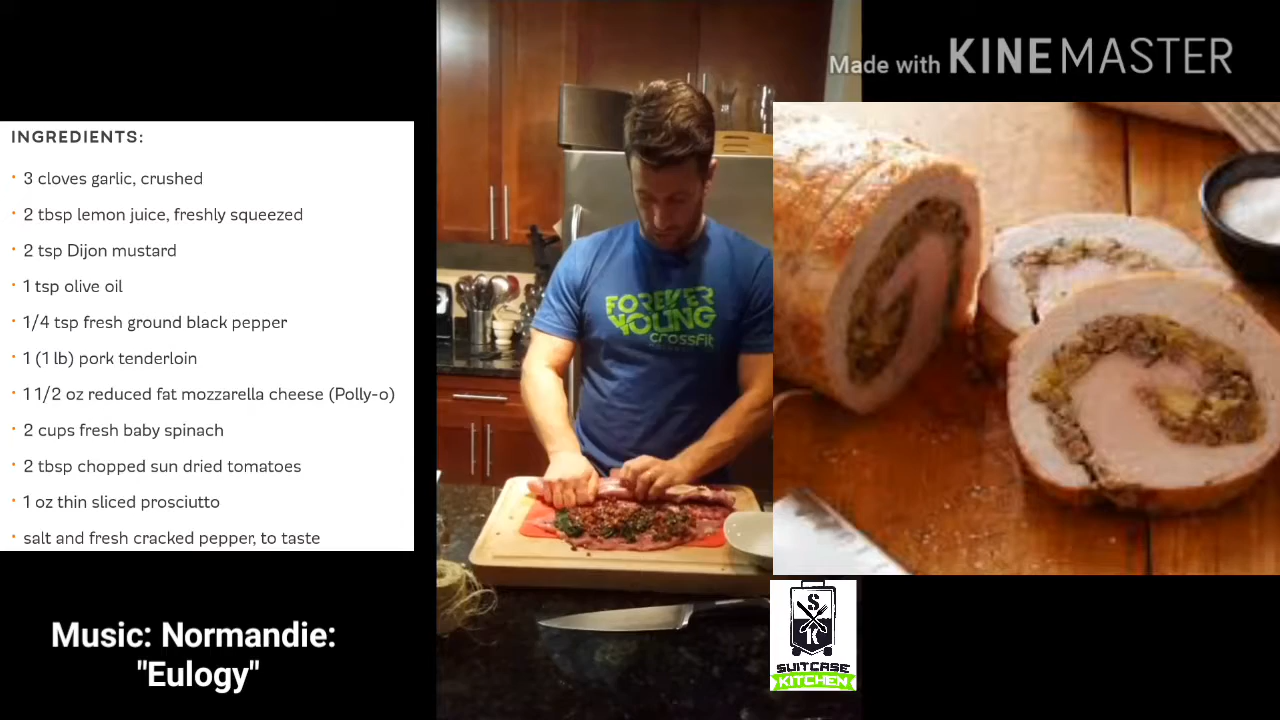 Made with KINEMASTER
INGREDIENTS:
• 3 cloves garlic, crushed
• 2 tbsp lemon juice, freshly squeezed
• 2 tsp Dijon mustard
• 1 tsp olive oil
• 1/4 tsp fresh ground black pepper
• 1 (1 lb) pork tenderloin
• 1 1/2 oz reduced fat mozzarella cheese (Polly-o)
• 2 cups fresh baby spinach
• 2 tbsp chopped sun dried tomatoes
• 1 oz thin sliced prosciutto
• salt and fresh cracked pepper, to taste
FOREVER
YOUNG
crossfit
Music: Normandie:
"Eulogy"
S
K
SUITCASE
KITCHEN